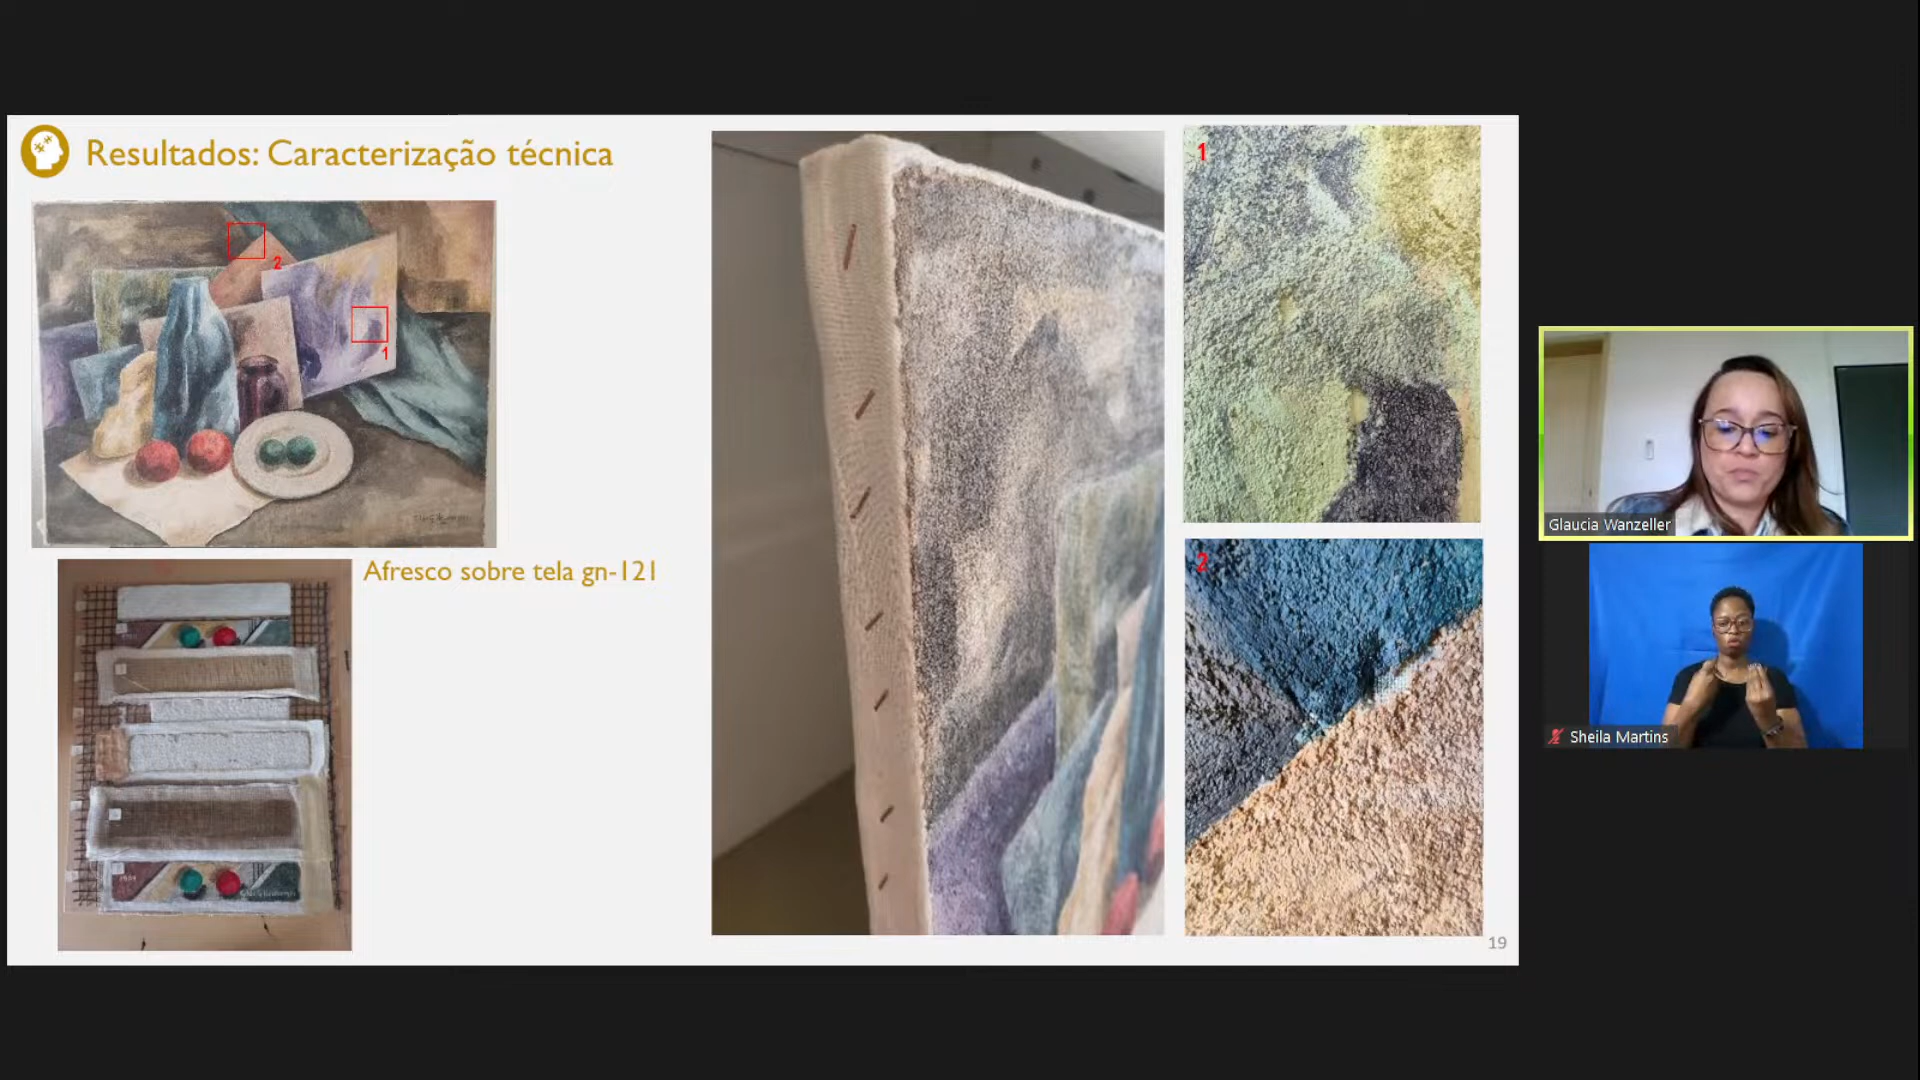 Resultados: Caracterização técnica
2
1
Afresco sobre tela gn-121
1
2
19
Glaucia Wanzeller
Sheila Martins